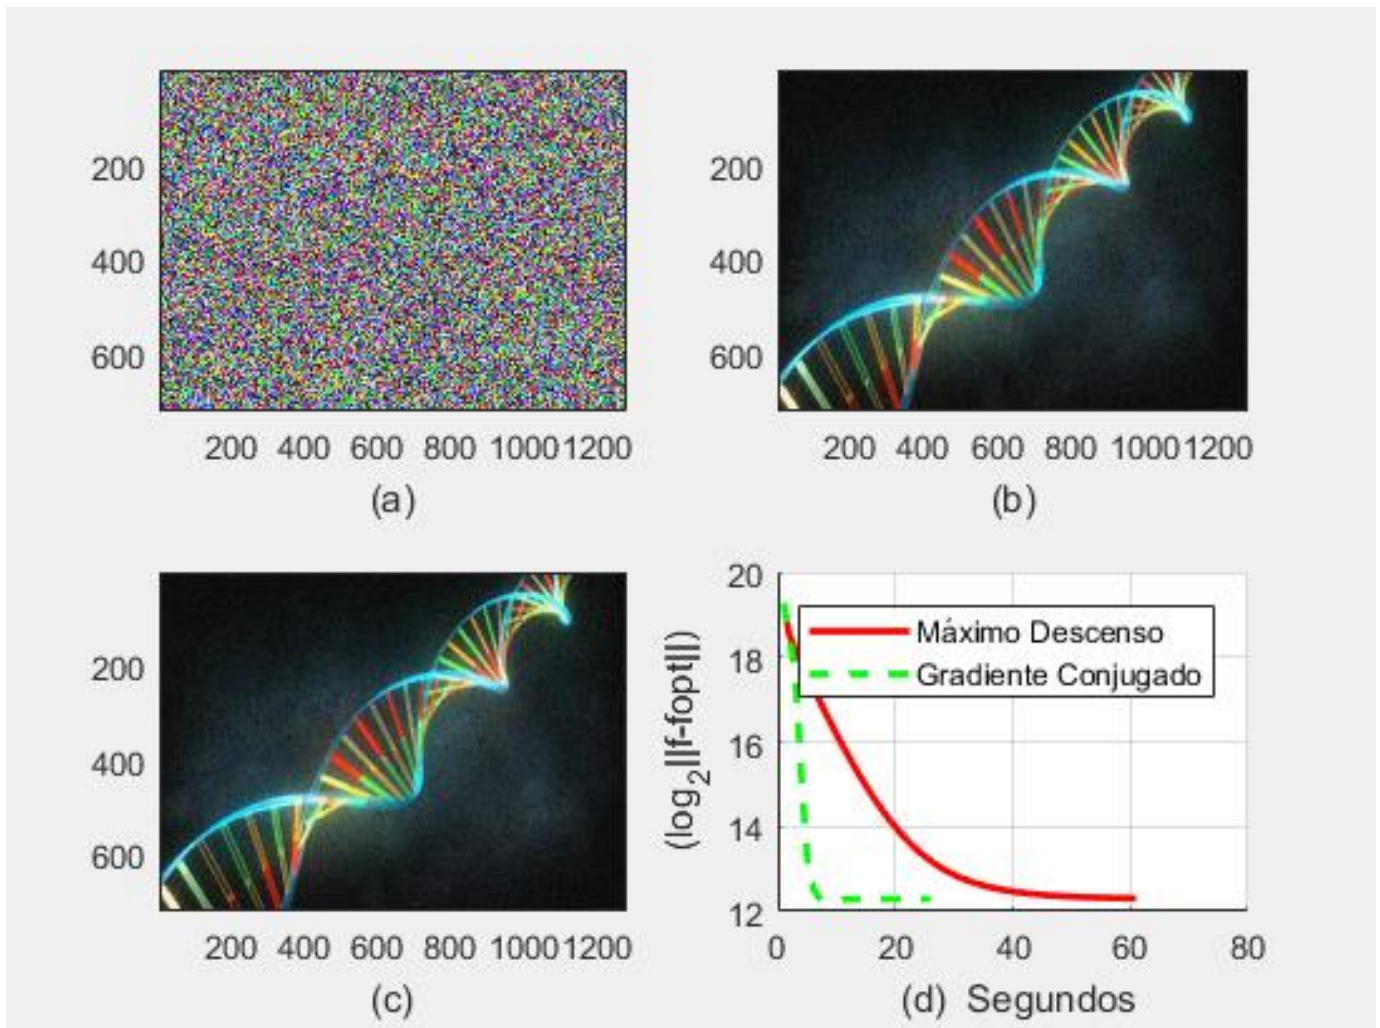 200
400
600
200 400 600 800 1000 1200
(a)
200
400
600
200 400 600 800 1000 1200
(b)
200
400
600
200 400 600 800 1000 1200
(c)
(log2||f-fopt||)
20
18
16
14
12
Máximo Descenso
Gradiente Conjugado
0 20 40 60 80
(d) Segundos